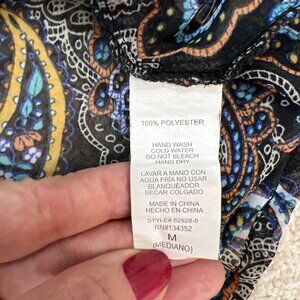 100% POLYESTER
HAND WASH
COLD WATER
DO NOT BLEACH
HANG DRY
LAVAR A MANO CON
AGUA FRIA NO USAR
BLANQUEADOR
SECAR COLGADO
MADE IN CHINA
HECHO EN CHINA
STYLE# 62928-8
RN#134352
M
(MEDIANO)